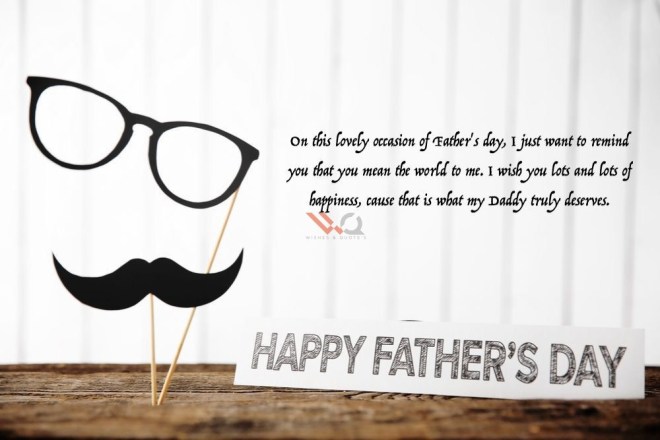 On this lovely occasion of Father's day, I just want to remind
you that you mean the world to me. I wish you lots and lots of
happiness, cause that is what my Daddy truly deserves.
WQ
HAPPY FATHER'S DAY